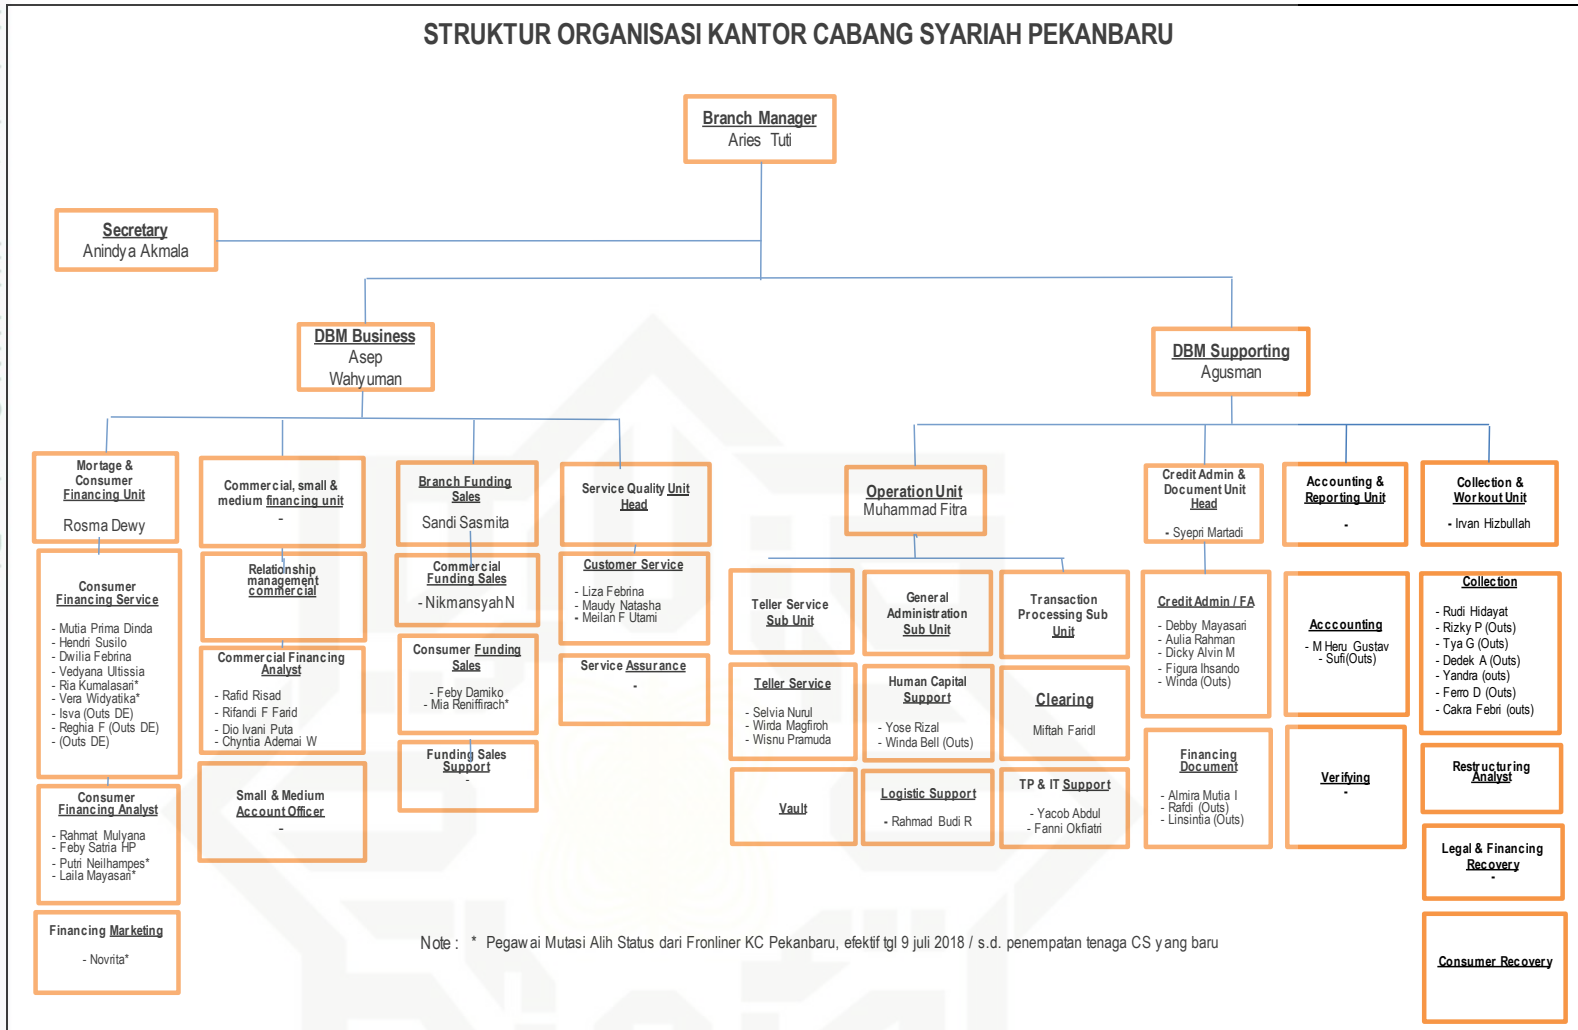 STRUKTUR ORGANISASI KANTOR CABANG SYARIAH PEKANBARU
Branch Manager
Aries Tuti
Secretary
Anindya Akmala
DBM Business
Asep
Wahyuman
DBM Supporting
Agusman
Mortage &
Consumer
Financing Unit
Rosma Dewy
Commercial, small &
medium financing unit
-
Branch Funding
Sales
Sandi Sasmita
Service Quality Unit
Head
Operation Unit
Muhammad Fitra
Credit Admin &
Document Unit
Head
- Syepri Martadi
Accounting &
Reporting Unit
-
Collection &
Workout Unit
- Irvan Hizbullah
Consumer
Financing Service
- Mutia Prima Dinda
- Hendri Susilo
- Dwilia Febrina
- Vedyana Ultissia
- Ria Kumalasari*
- Vera Widyatika*
- Isva (Outs DE)
- Reghia F (Outs DE)
- (Outs DE)
Relationship
management
commercial
Commercial
Funding Sales
- Nikmansyah N
Customer Service
- Liza Febrina
- Maudy Natasha
- Meilan F Utami
Teller Service
Sub Unit
General
Administration
Sub Unit
Transaction
Processing Sub
Unit
Credit Admin / FA
- Debby Mayasari
- Aulia Rahman
- Dicky Alvin M
- Figura Ihsando
- Winda (Outs)
Acccounting
- M Heru Gustav
- Sufi(Outs)
Collection
- Rudi Hidayat
- Rizky P (Outs)
- Tya G (Outs)
- Dedek A (Outs)
- Yandra (outs)
- Ferro D (Outs)
- Cakra Febri (outs)
Commercial Financing
Analyst
- Rafid Risad
- Rifandi F Farid
- Dio Ivani Puta
- Chyntia Ademai W
Consumer Funding
Sales
- Feby Damiko
- Mia Reniffirach*
Service Assurance
-
Teller Service
- Selvia Nurul
- Wirda Magfiroh
- Wisnu Pramuda
Human Capital
Support
- Yose Rizal
- Winda Bell (Outs)
Clearing
Miftah Faridl
Financing
Document
- Almira Mutia I
- Rafdi (Outs)
- Linsintia (Outs)
Verifying
-
Restructuring
Analyst
Consumer
Financing Analyst
- Rahmat Mulyana
- Feby Satria HP
- Putri Neilhampes*
- Laila Mayasari*
Small & Medium
Account Officer
-
Funding Sales
Support
-
Vault
Logistic Support
- Rahmad Budi R
TP & IT Support
- Yacob Abdul
- Fanni Okfiatri
Legal & Financing
Recovery
-
Financing Marketing
- Novrita*
Consumer Recovery
Note : * Pegawai Mutasi Alih Status dari Fronliner KC Pekanbaru, efektif tgl 9 juli 2018 / s.d. penempatan tenaga CS yang baru